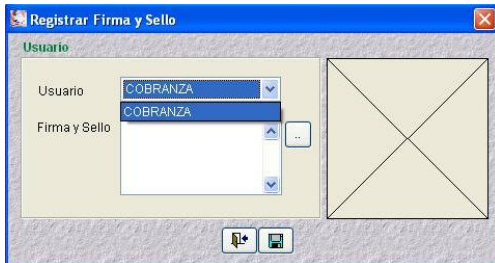 Registrar Firma y Sello
Usuario
Usuario
COBRANZA
COBRANZA
Firma y Sello
..